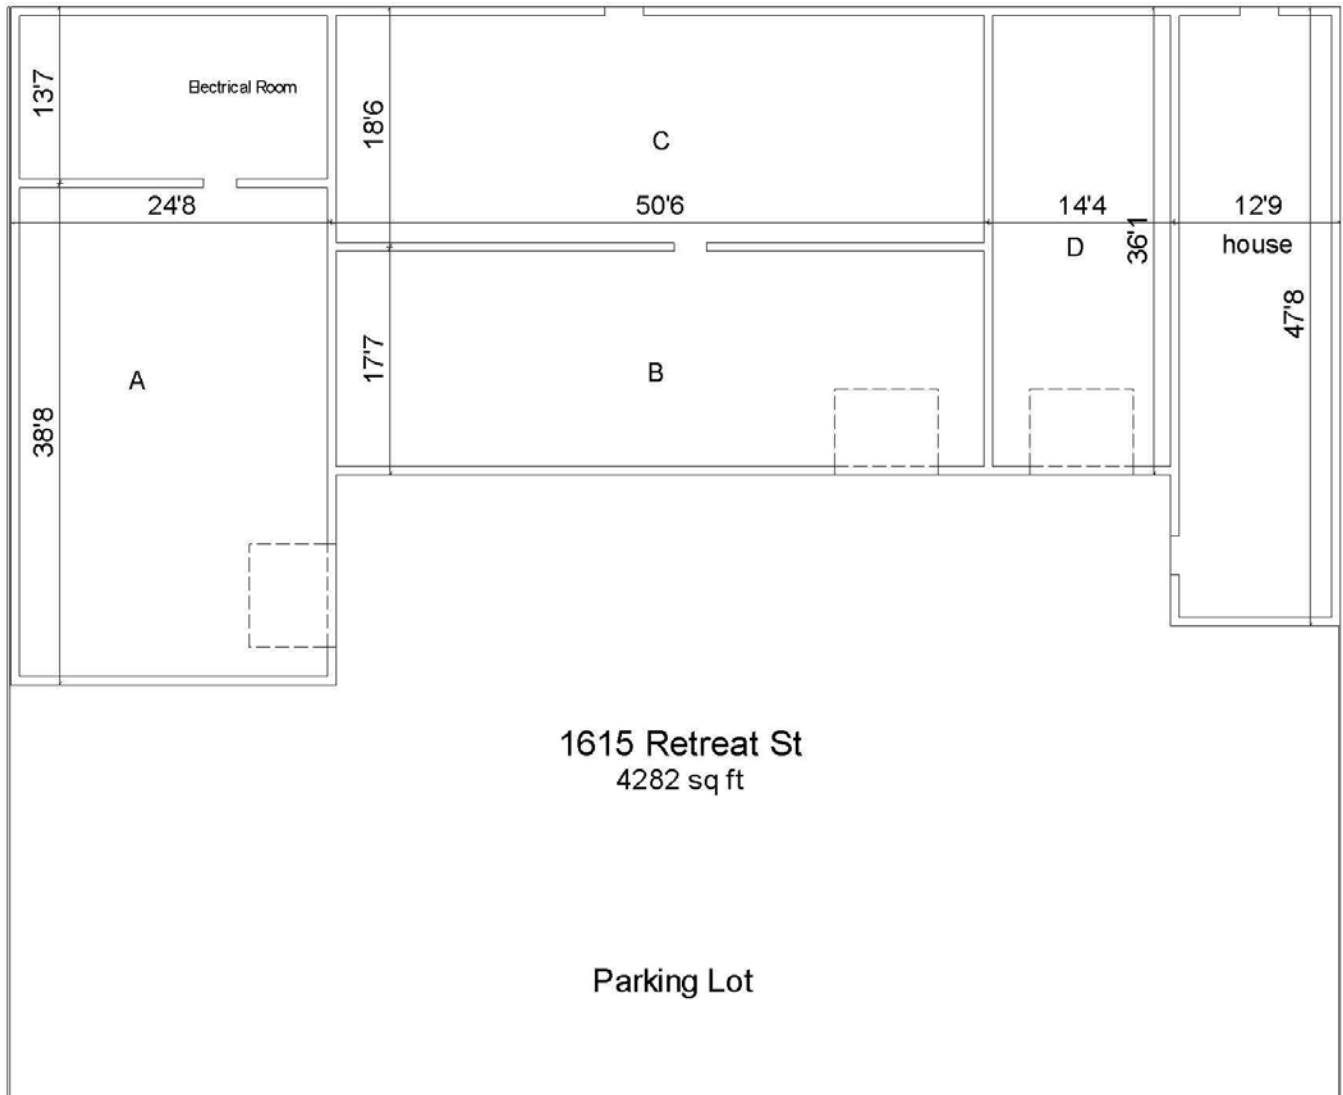 13'7
Electrical Room
18'6
C
24'8
50'6
14'4
12'9
D
36'1
house
47'8
A
38'8
17'7
B
1615 Retreat St
4282 sq ft
Parking Lot